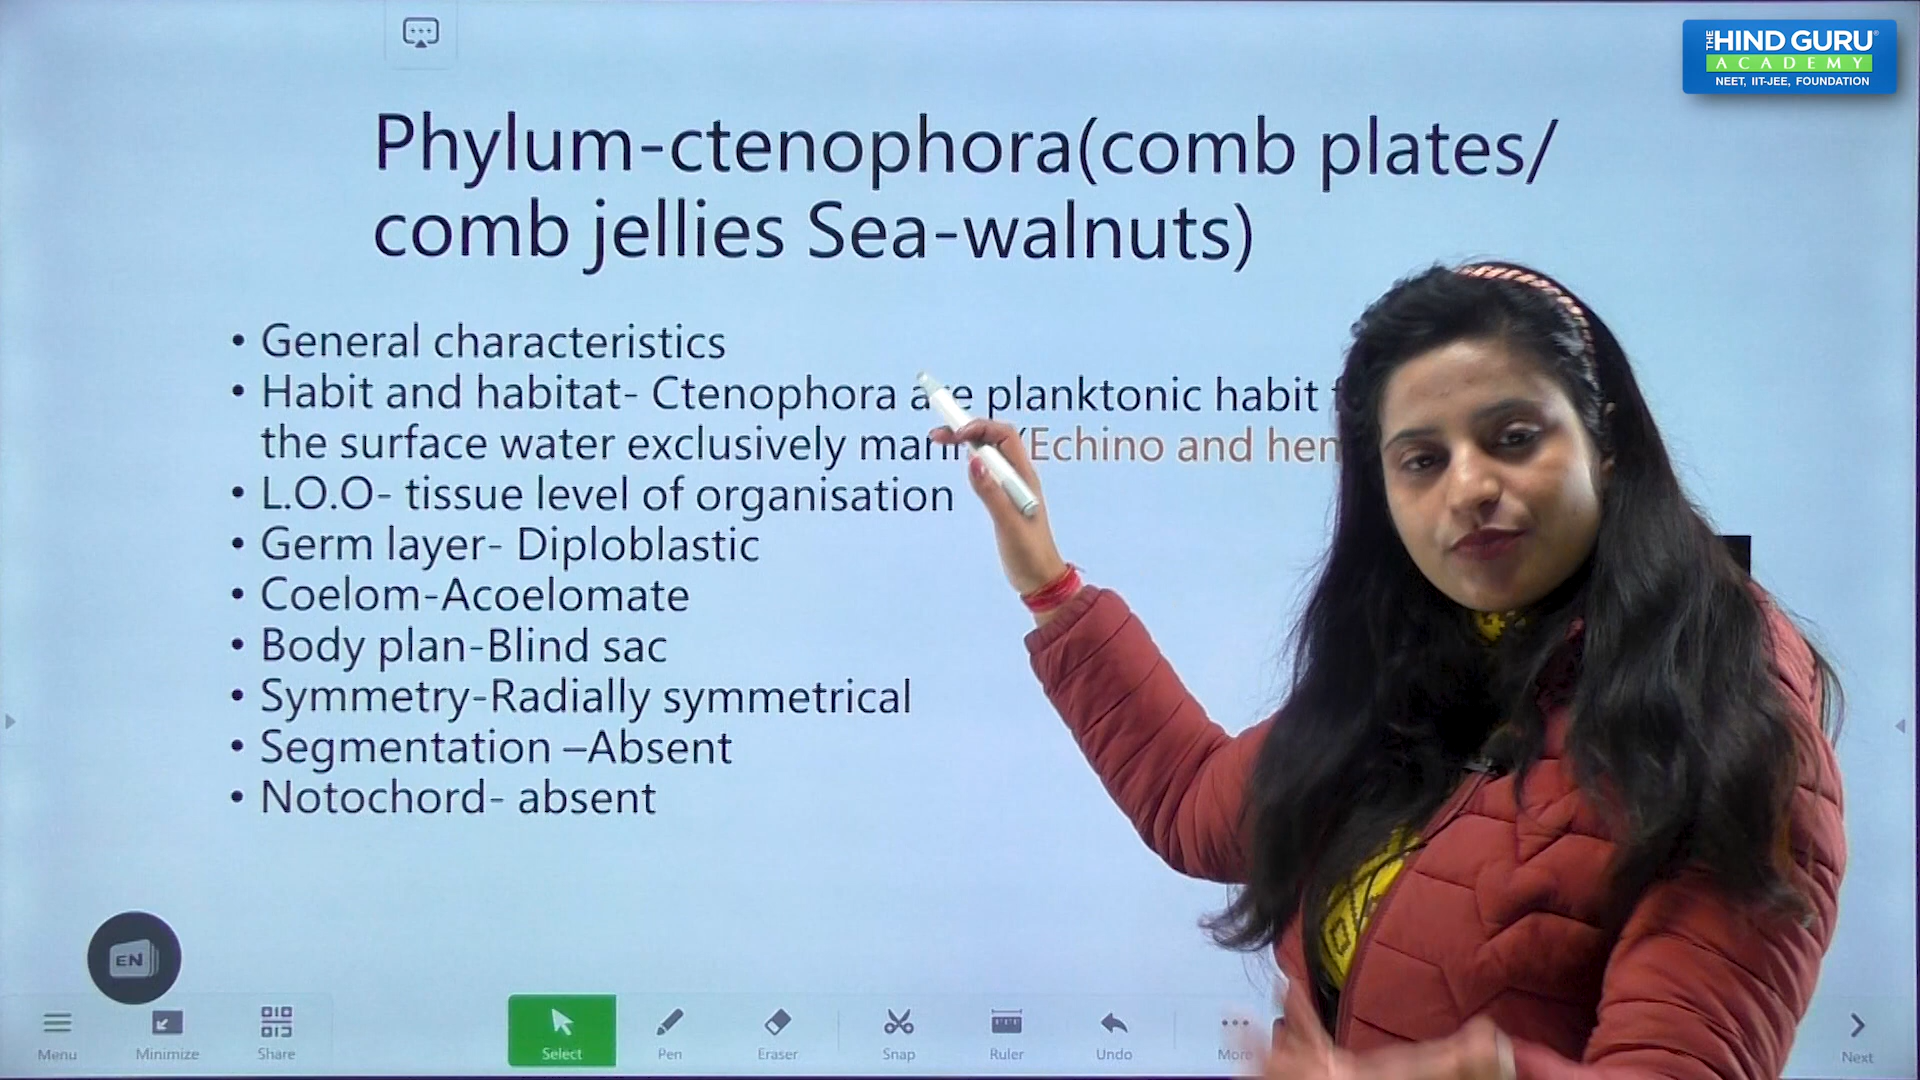 THE HIND GURU®
ACADEMY
NEET, IIT-JEE, FOUNDATION
Phylum-ctenophora(comb plates/
comb jellies Sea-walnuts)
• General characteristics
• Habit and habitat- Ctenophora are planktonic habit
the surface water exclusively (Echino and
• L.O.O- tissue level of organisation
• Germ layer- Diploblastic
• Coelom-Acoelomate
• Body plan-Blind sac
• Symmetry-Radially symmetrical
• Segmentation –Absent
• Notochord- absent
EN
Menu Minimize Share Select Pen Eraser Snap Ruler Undo More Next